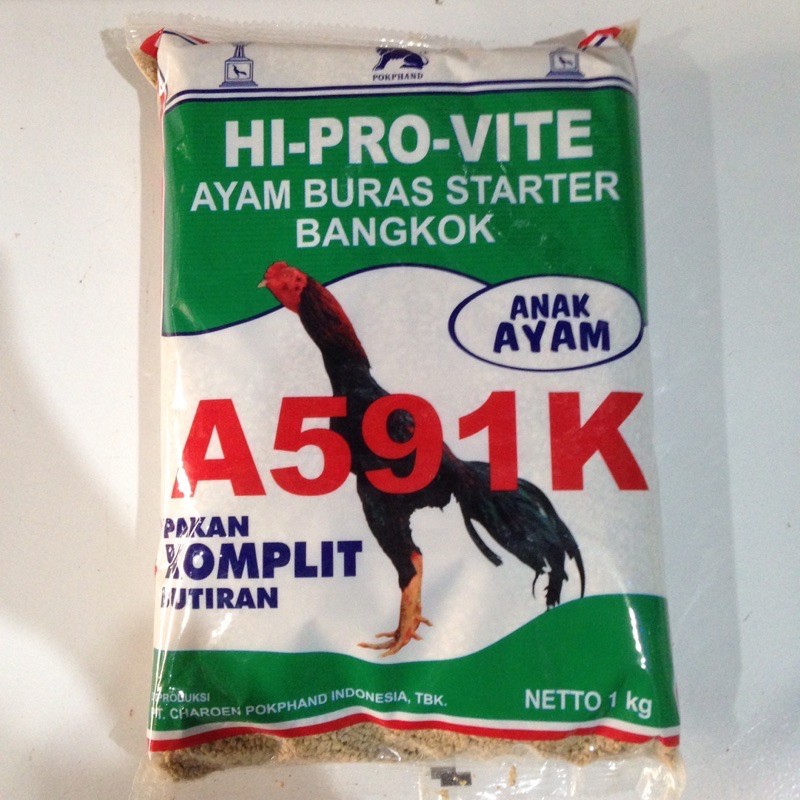 POKPHAND
HI-PRO-VITE
AYAM BURAS STARTER
BANGKOK
ANAK
AYAM
A591K
PAKAN
KOMPLIT
BUTIRAN
DIPRODUKSI
PT. CHAROEN POKPHAND INDONESIA, TBK.
NETTO 1 kg